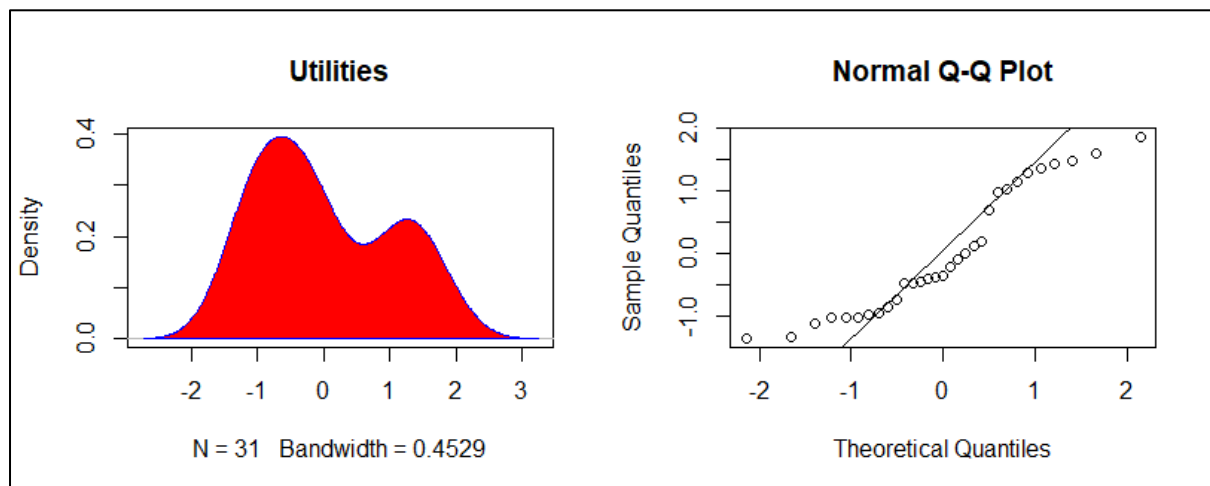 Utilities
Density
0.0
0.2
0.4
-2 -1 0 1 2 3
N = 31 Bandwidth = 0.4529
Normal Q-Q Plot
Sample Quantiles
-1.0
0.0
1.0
2.0
-2 -1 0 1 2
Theoretical Quantiles